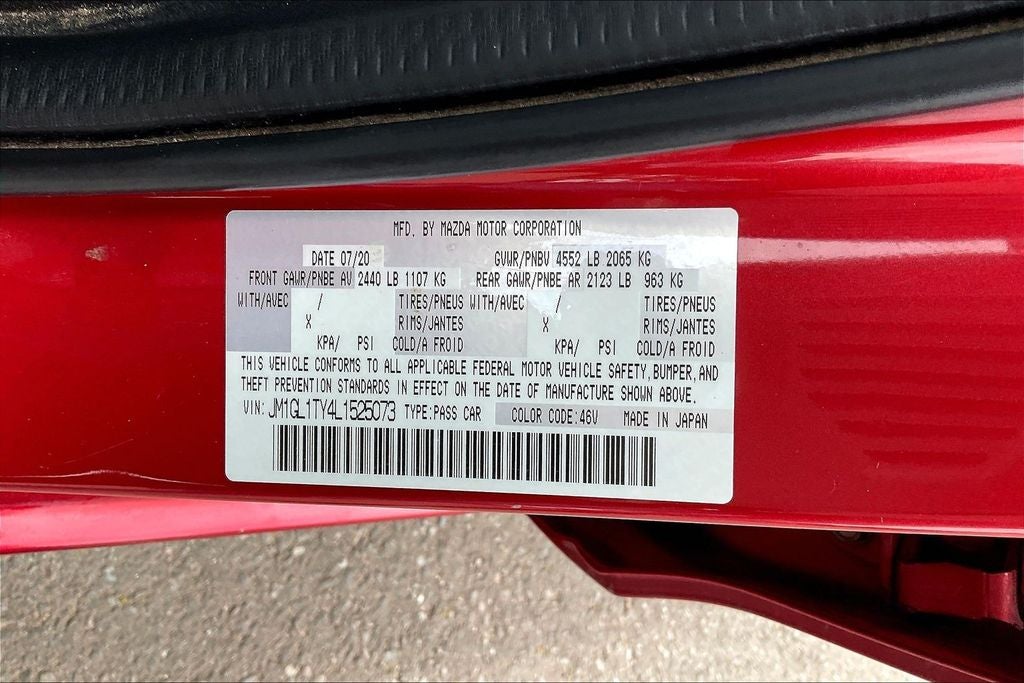 MFD. BY MAZDA MOTOR CORPORATION
DATE 07/20 GVWR/PNBV 4552 LB 2065 KG
FRONT GAWR/PNBE AV 2440 LB 1107 KG REAR GAWR/PNBE AR 2123 LB 963 KG
WITH/AVEC / TIRES/PNEUS WITH/AVEC / TIRES/PNEUS
X RIMS/JANTES X RIMS/JANTES
KPA/ PSI COLD/A FROID KPA/ PSI COLD/A FROID
THIS VEHICLE CONFORMS TO ALL APPLICABLE FEDERAL MOTOR VEHICLE SAFETY, BUMPER, AND
THEFT PREVENTION STANDARDS IN EFFECT ON THE DATE OF MANUFACTURE SHOWN ABOVE.
VIN: JM1GL1TY4L1525073 TYPE:PASS CAR COLOR CODE:46V MADE IN JAPAN